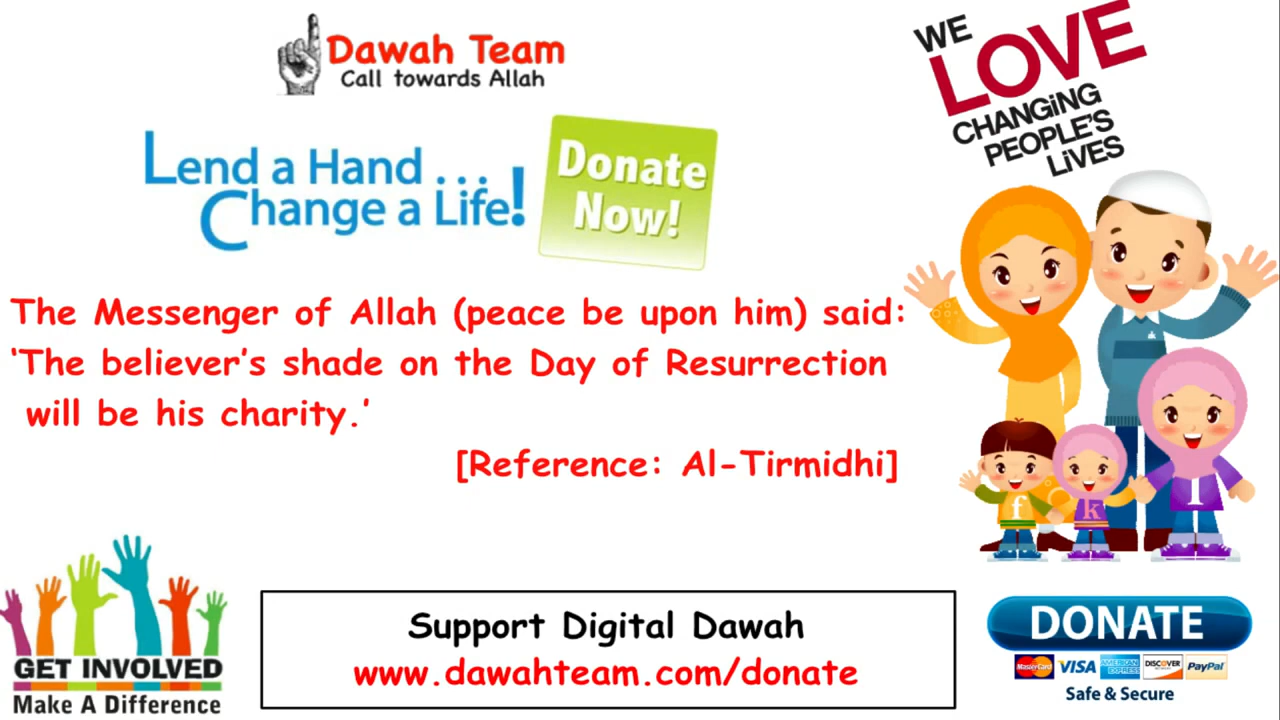 Dawah Team
Call towards Allah
Lend a Hand ...
Change a Life!
Donate
Now!
WE
LOVE
CHANGiNG
PEOPLE'S
LiVES
The Messenger of Allah (peace be upon him) said:
‘The believer’s shade on the Day of Resurrection
will be his charity.’
[Reference: Al-Tirmidhi]
f
k
l
GET INVOLVED
Make A Difference
Support Digital Dawah
www.dawahteam.com/donate
DONATE
MasterCard VISA AMERICAN EXPRESS DISCOVER PayPal
Safe & Secure